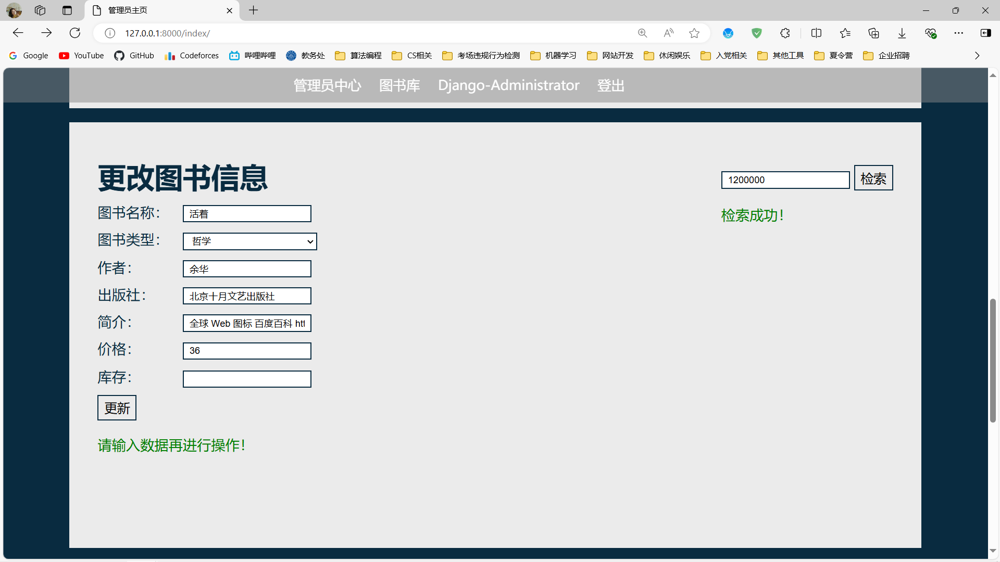 管理员主页
127.0.0.1:8000/index/
Google YouTube GitHub Codeforces 哔哩哔哩 教务处 算法编程 CS相关 考场违规行为检测 机器学习 网站开发 休闲娱乐 入党相关 其他工具 夏令营 企业招聘
管理员中心 图书库 Django-Administrator 登出
更改图书信息
1200000 检索
检索成功！
图书名称： 活着
图书类型： 哲学
作者： 余华
出版社： 北京十月文艺出版社
简介： 全球 Web 图标 百度百科 htt
价格： 36
库存：
更新
请输入数据再进行操作！